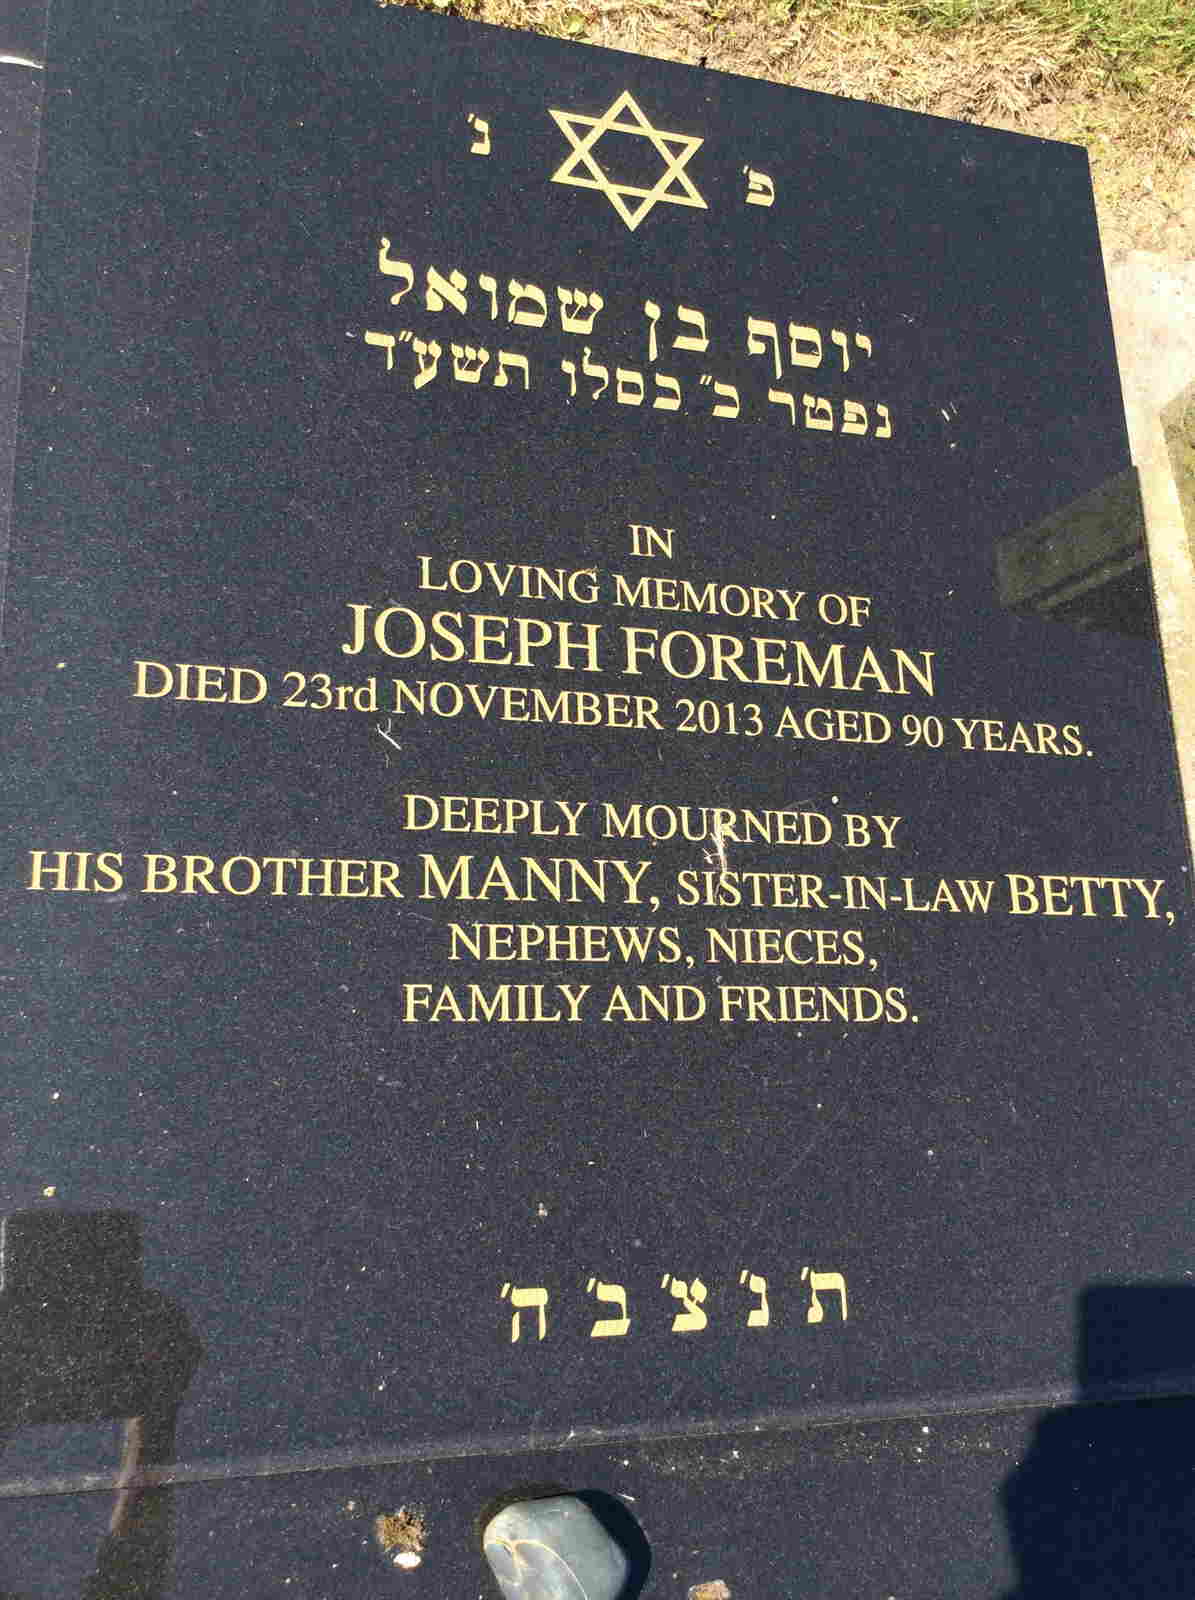 פ' נ'
יוסף בן שמואל
נפטר כ" כסלו תשע"ד
IN
LOVING MEMORY OF
JOSEPH FOREMAN
DIED 23rd NOVEMBER 2013 AGED 90 YEARS.
DEEPLY MOURNED BY
HIS BROTHER MANNY, SISTER-IN-LAW BETTY,
NEPHEWS, NIECES,
FAMILY AND FRIENDS.
ת' נ' צ' ב' ה'